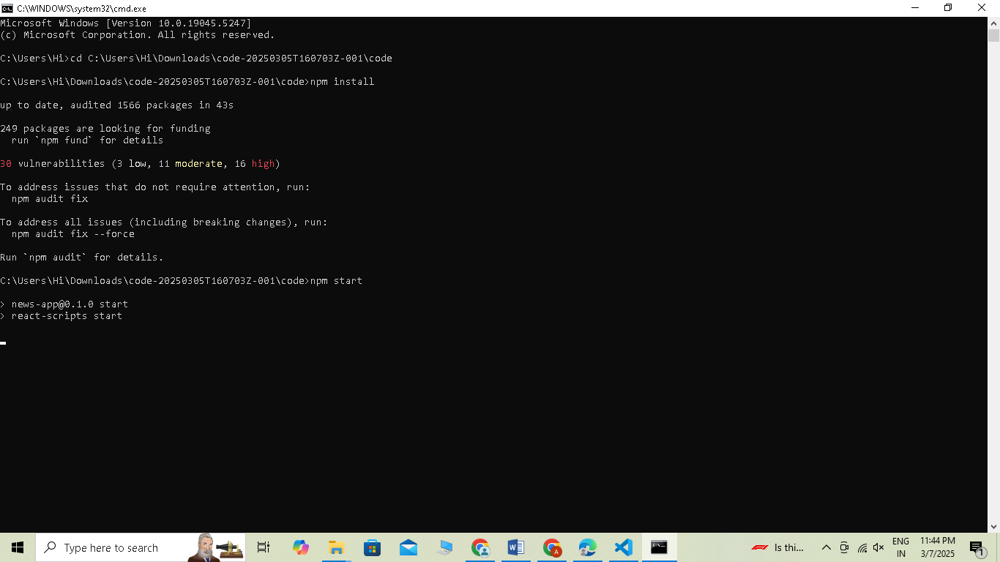 C:\WINDOWS\system32\cmd.exe
Microsoft Windows [Version 10.0.19045.5247]
(c) Microsoft Corporation. All rights reserved.
C:\Users\Hi>cd C:\Users\Hi\Downloads\code-20250305T160703Z-001\code
C:\Users\Hi\Downloads\code-20250305T160703Z-001\code>npm install
up to date, audited 1566 packages in 43s
249 packages are looking for funding
  run `npm fund` for details
30 vulnerabilities (3 low, 11 moderate, 16 high)
To address issues that do not require attention, run:
  npm audit fix
To address all issues (including breaking changes), run:
  npm audit fix --force
Run `npm audit` for details.
C:\Users\Hi\Downloads\code-20250305T160703Z-001\code>npm start
> news-app@0.1.0 start
> react-scripts start
Type here to search
Is thi...
ENG
IN
11:44 PM
3/7/2025
1